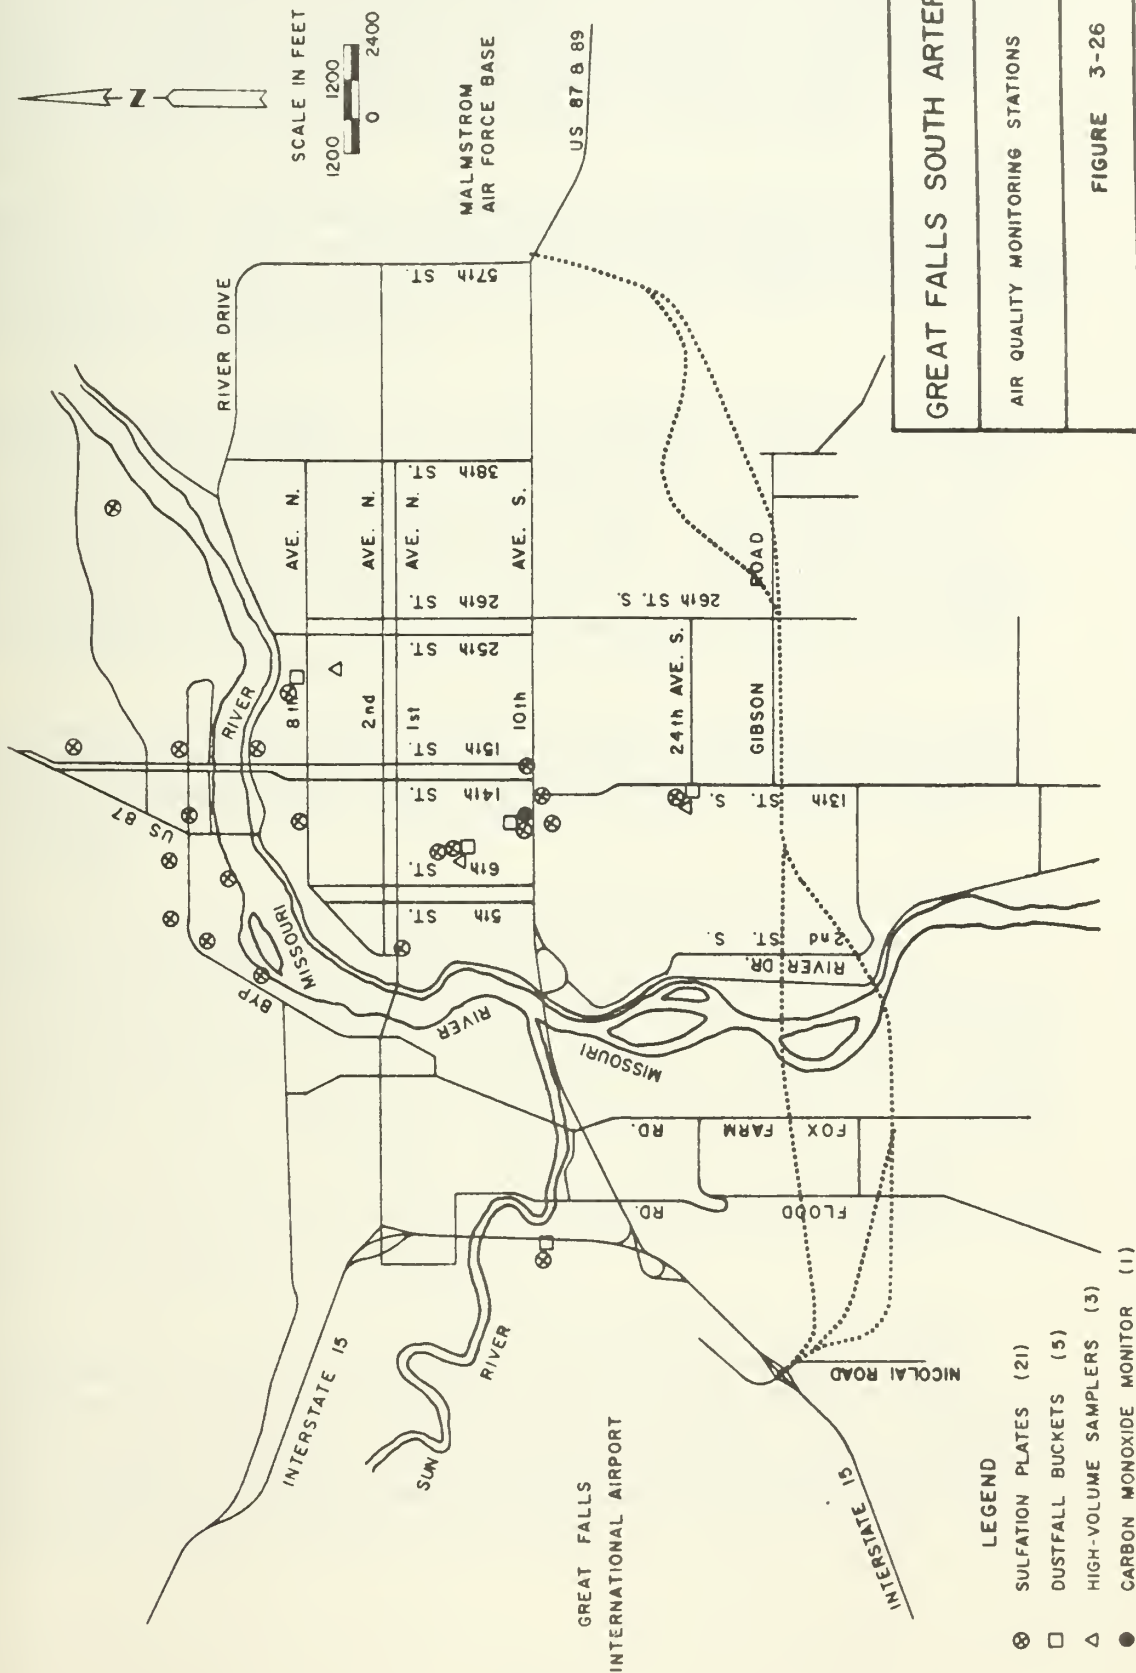 SCALE IN FEET
1200 1200
0 2400
MALMSTROM
AIR FORCE BASE
US 87 & 89
RIVER DRIVE
57th ST.
38th ST.
8th AVE. N.
2nd AVE. N.
1st AVE. N.
10th AVE. S.
26th ST.
26th ST. S.
25th ST.
15th ST.
14th ST.
6th ST.
5th ST.
24th AVE. S.
GIBSON ROAD
13th ST. S.
2nd ST. S.
RIVER DR.
US 87
BYP
MISSOURI RIVER
RIVER
MISSOURI
FOX FARM RD.
FLOOD RD.
NICOLAI ROAD
INTERSTATE 15
SUN RIVER
GREAT FALLS
INTERNATIONAL AIRPORT
INTERSTATE 15
LEGEND
SULFATION PLATES (21)
DUSTFALL BUCKETS (5)
HIGH-VOLUME SAMPLERS (3)
CARBON MONOXIDE MONITOR (1)
N
GREAT FALLS SOUTH ARTER
AIR QUALITY MONITORING STATIONS
FIGURE 3-26